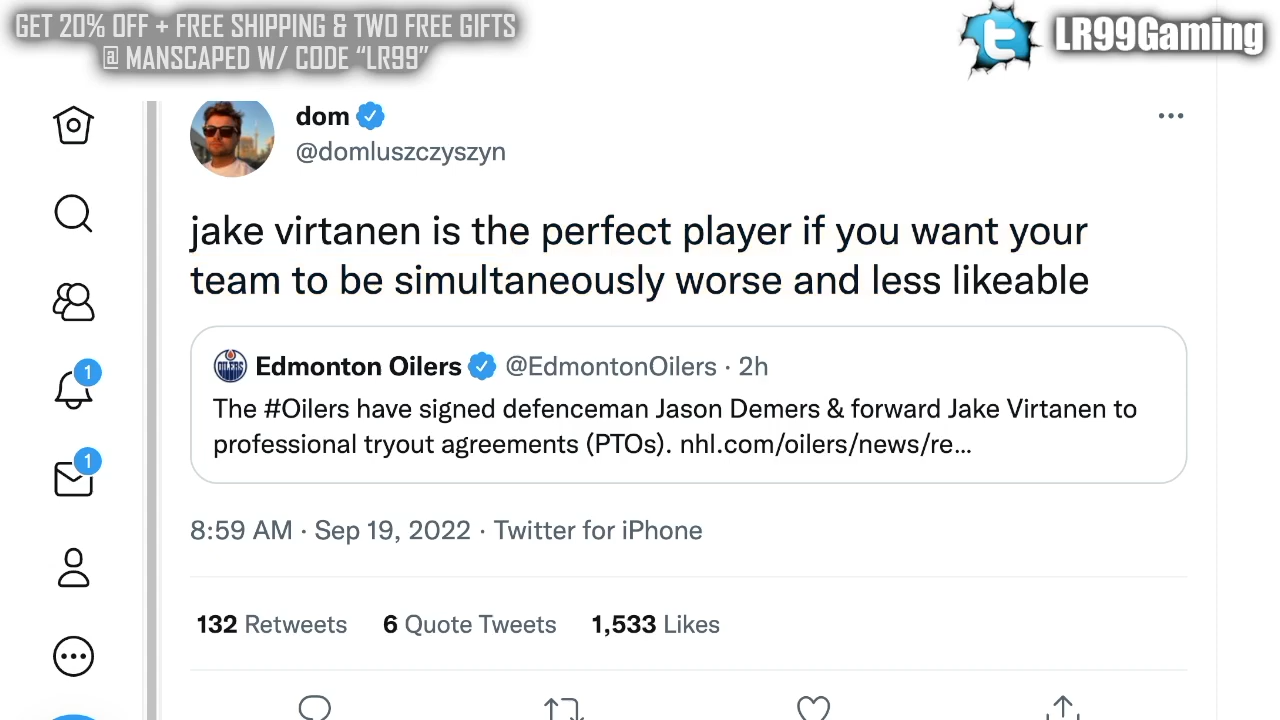 GET 20% OFF + FREE SHIPPING & TWO FREE GIFTS
@ MANSCAPED W/ CODE “LR99”
LR99Gaming
dom
@domluszczyszyn
jake virtanen is the perfect player if you want your
team to be simultaneously worse and less likeable
OILERS
Edmonton Oilers @EdmontonOilers · 2h
The #Oilers have signed defenceman Jason Demers & forward Jake Virtanen to
professional tryout agreements (PTOs). nhl.com/oilers/news/re...
1
1
8:59 AM · Sep 19, 2022 · Twitter for iPhone
132 Retweets 6 Quote Tweets 1,533 Likes